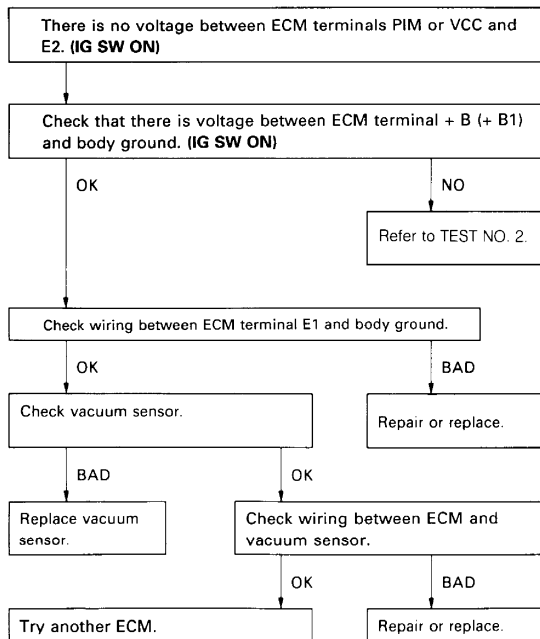 There is no voltage between ECM terminals PIM or VCC and
E2. (IG SW ON)
Check that there is voltage between ECM terminal + B (+ B1)
and body ground. (IG SW ON)
OK
NO
Refer to TEST NO. 2.
Check wiring between ECM terminal E1 and body ground.
OK
BAD
Check vacuum sensor.
Repair or replace.
BAD
OK
Replace vacuum
sensor.
Check wiring between ECM and
vacuum sensor.
OK
BAD
Try another ECM.
Repair or replace.